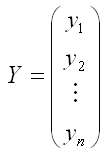 Y = ( y1
y2
⋮
yn )